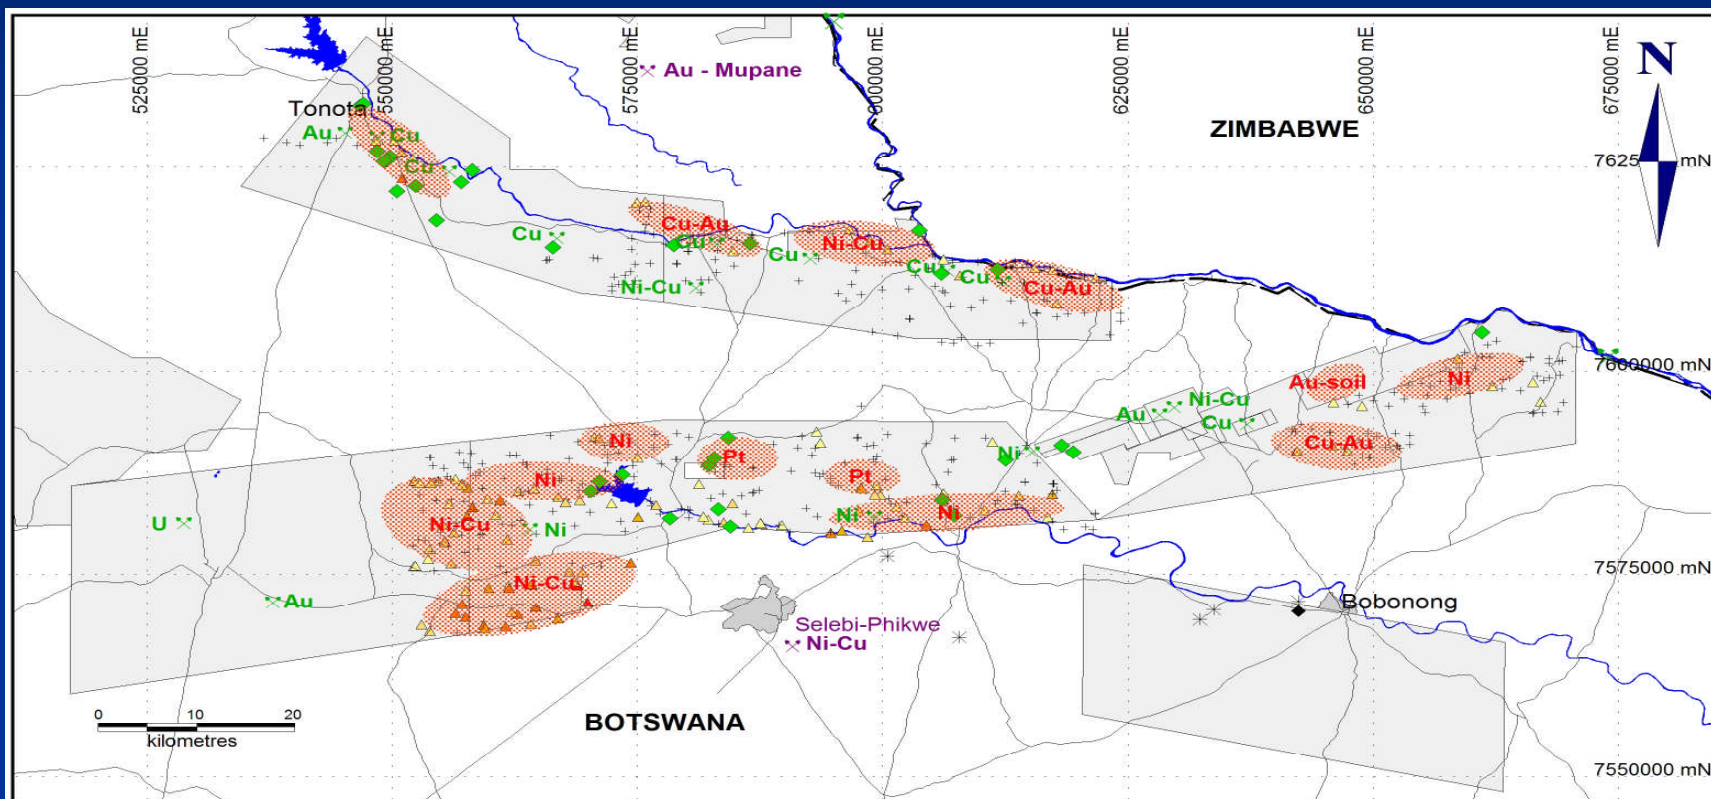 525000 mE
550000 mE
575000 mE
600000 mE
625000 mE
650000 mE
675000 mE
N
Au - Mupane
Tonota
Au
Cu
ZIMBABWE
Cu
7625 mN
Cu-Au
Cu
Cu
Ni-Cu
Cu
Cu
Cu
Ni-Cu
Cu-Au
7600000 mN
Au-soil
Ni
Ni-Cu
Au
Cu
Ni
Pt
Ni
Cu-Au
Ni
Pt
Ni-Cu
Ni
Ni
Ni
U
Ni-Cu
7575000 mN
Au
Bobonong
Selebi-Phikwe
Ni-Cu
0 10 20
kilometres
BOTSWANA
7550000 mN